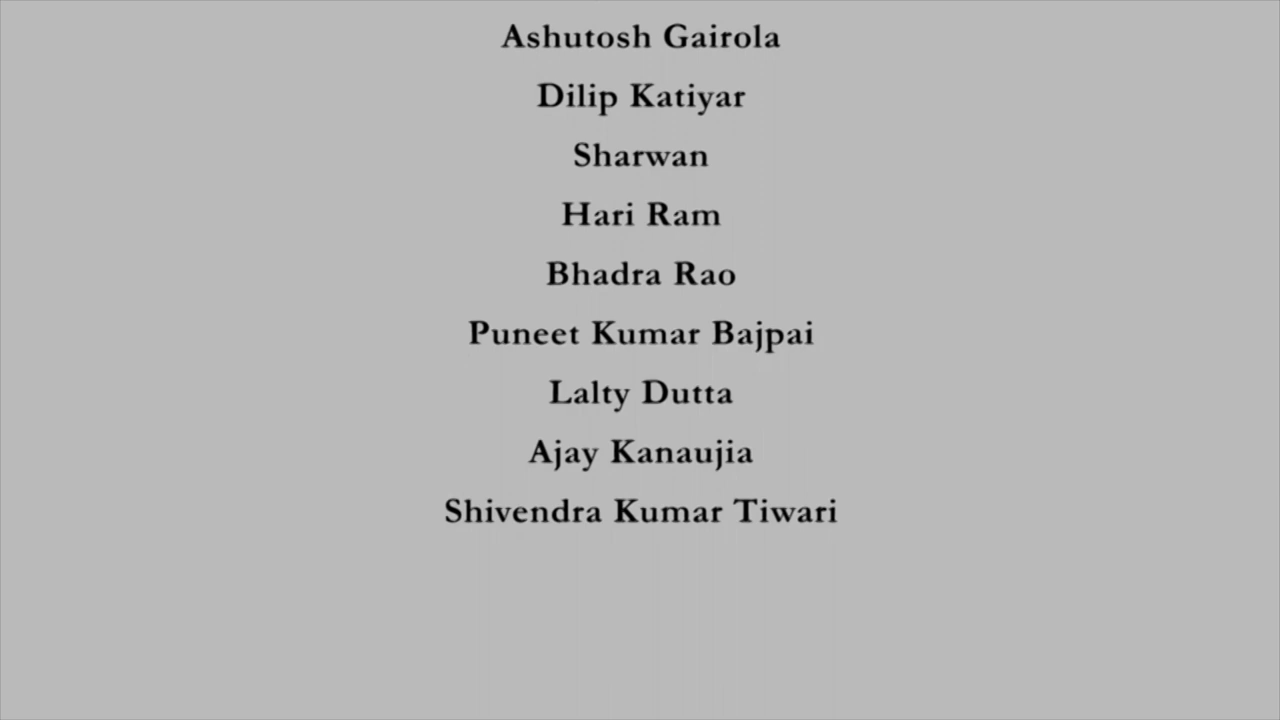 Ashutosh Gairola
Dilip Katiyar
Sharwan
Hari Ram
Bhadra Rao
Puneet Kumar Bajpai
Lalty Dutta
Ajay Kanaujia
Shivendra Kumar Tiwari